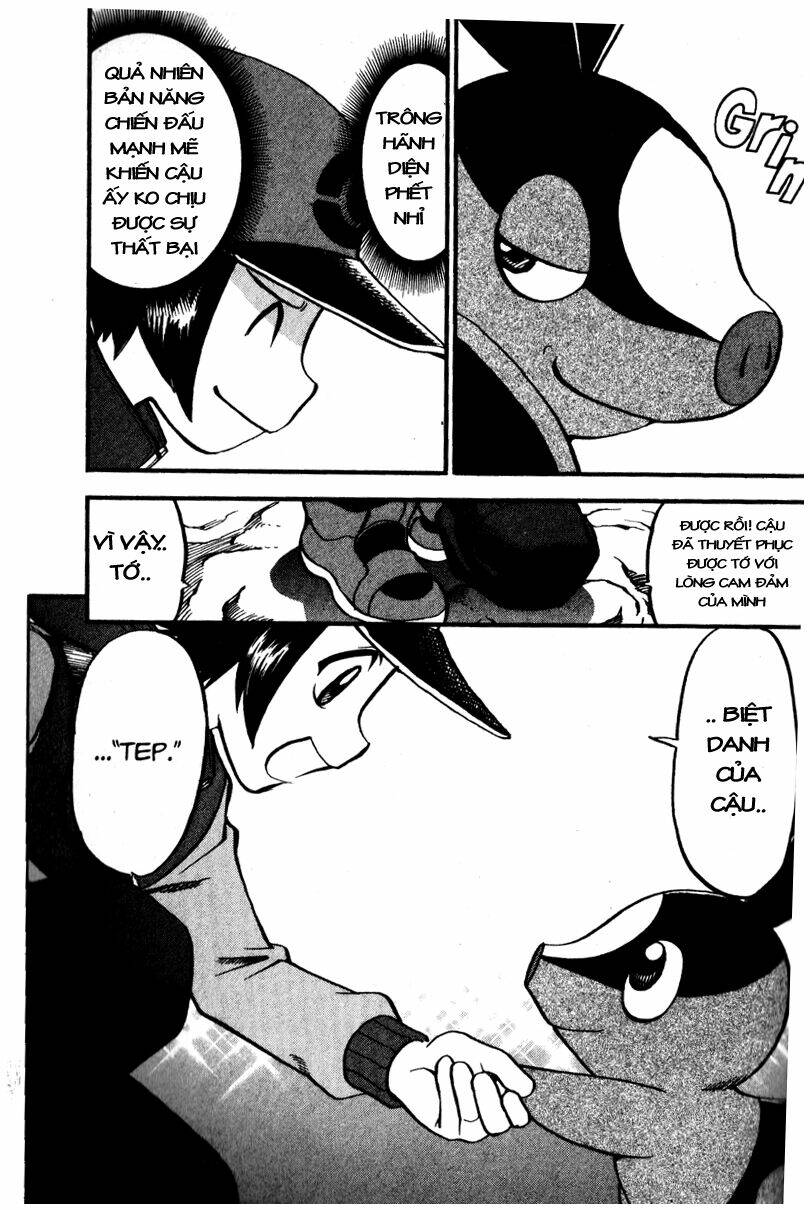 Grin
TRÔNG
HÃNH
DIỆN
PHẾT
NHỈ
QUẢ NHIÊN
BẢN NĂNG
CHIẾN ĐẤU
MẠNH MẼ
KHIẾN CẬU
ẤY KO CHỊU
ĐƯỢC SỰ
THẤT BẠI
ĐƯỢC RỒI! CẬU
ĐÃ THUYẾT PHỤC
ĐƯỢC TỚ VỚI
LÒNG CAM ĐẢM
CỦA MÌNH
VÌ VẬY..
TỚ..
.. BIỆT
DANH
CỦA
CẬU..
..."TEP."